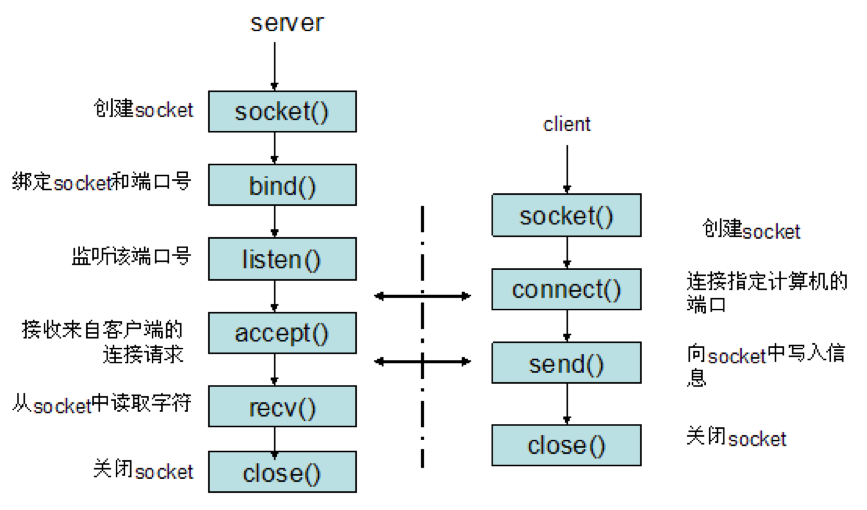 server
创建socket
socket()
绑定socket和端口号
bind()
监听该端口号
listen()
接收来自客户端的
连接请求
accept()
从socket中读取字符
recv()
关闭socket
close()
client
socket()
创建socket
connect()
连接指定计算机的
端口
send()
向socket中写入信
息
close()
关闭socket